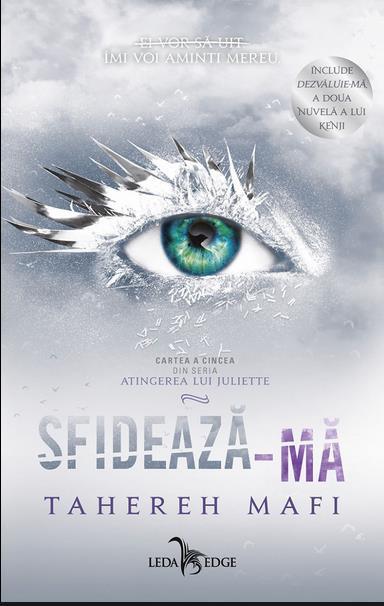 EI VOR SĂ UIT
ÎMI VOI AMINTI MEREU
INCLUDE
DEZVĂLUIE-MĂ,
A DOUA
NUVELĂ A LUI
KENJI
CARTEA A CINCEA
DIN SERIA
ATINGEREA LUI JULIETTE
SFIDEAZĂ-MĂ
TAHEREH MAFI
LEDA EDGE